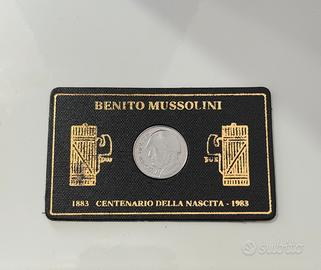 BENITO MUSSOLINI
1883 CENTENARIO DELLA NASCITA - 1983
subito